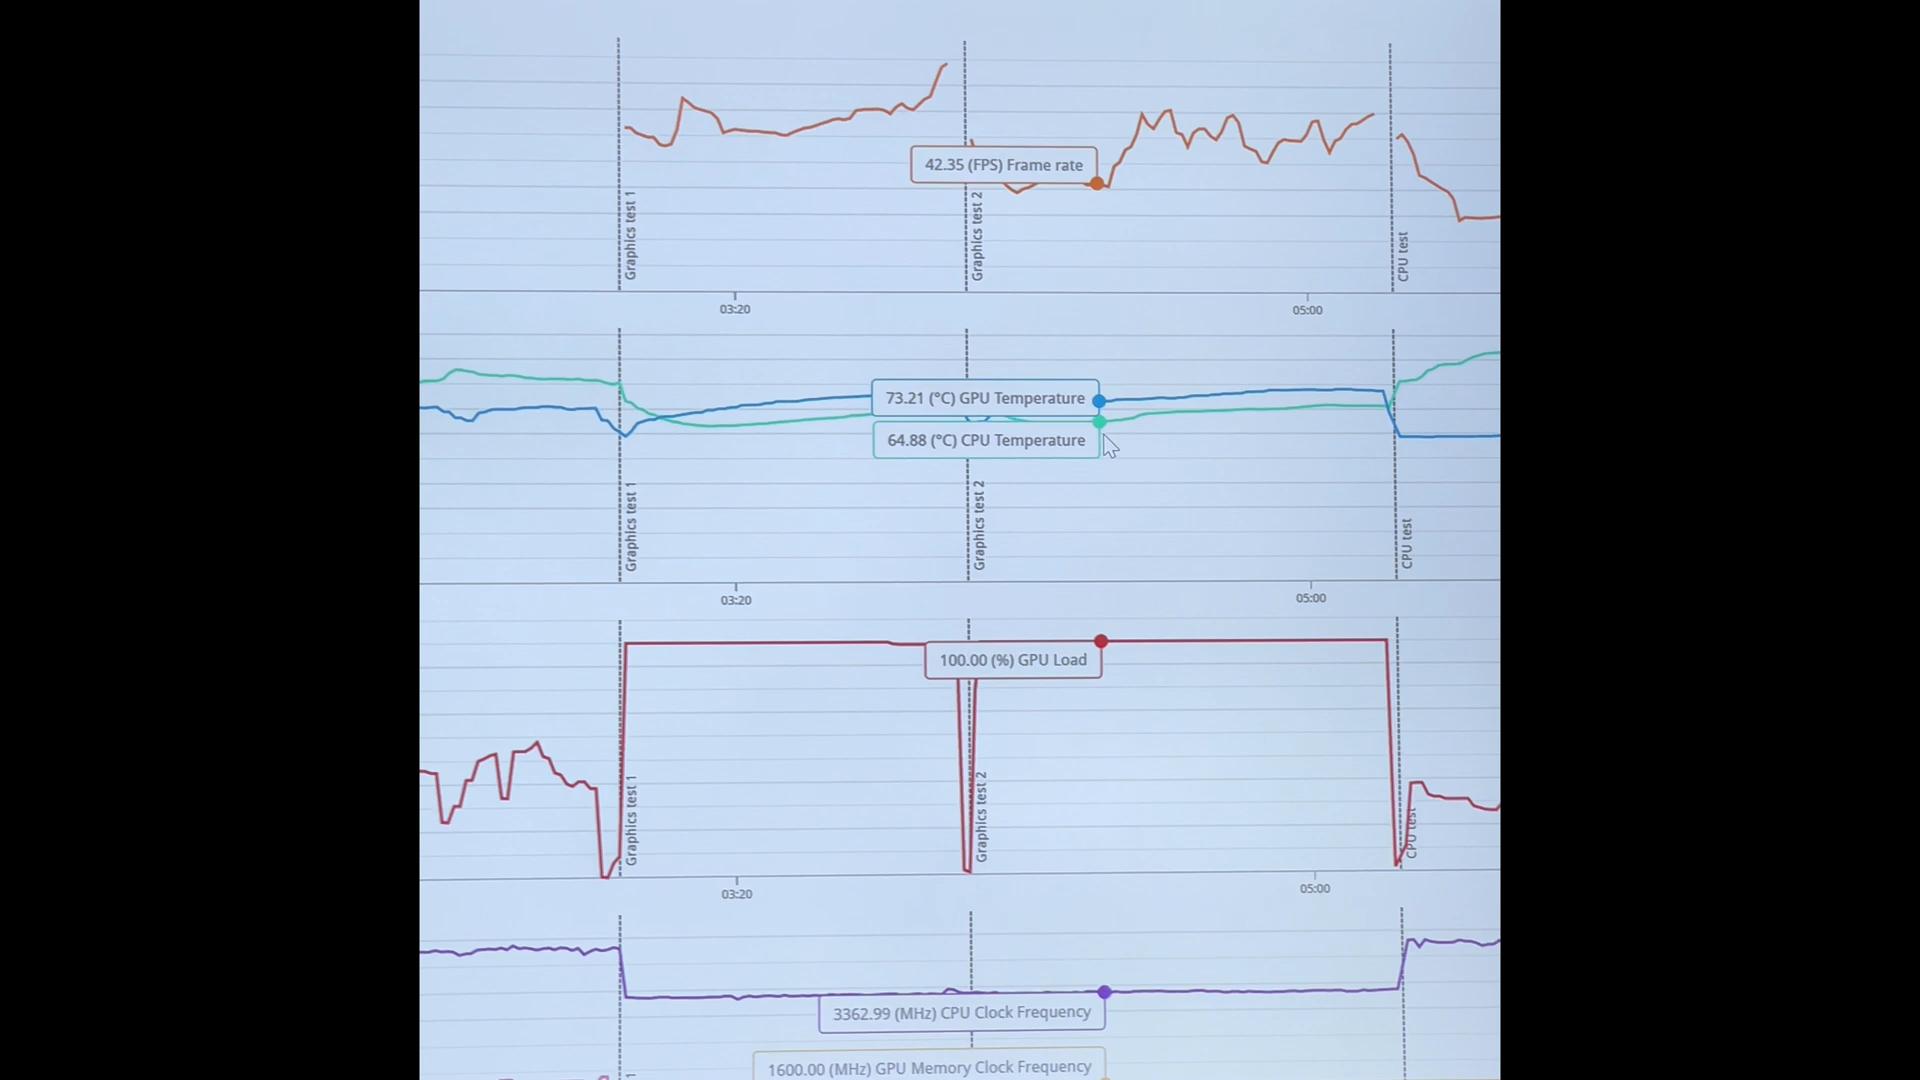 42.35 (FPS) Frame rate
Graphics test 1
Graphics test 2
CPU test
03:20
05:00
73.21 (°C) GPU Temperature
64.88 (°C) CPU Temperature
Graphics test 1
Graphics test 2
CPU test
03:20
05:00
100.00 (%) GPU Load
Graphics test 1
Graphics test 2
CPU test
03:20
05:00
3362.99 (MHz) CPU Clock Frequency
1600.00 (MHz) GPU Memory Clock Frequency
1